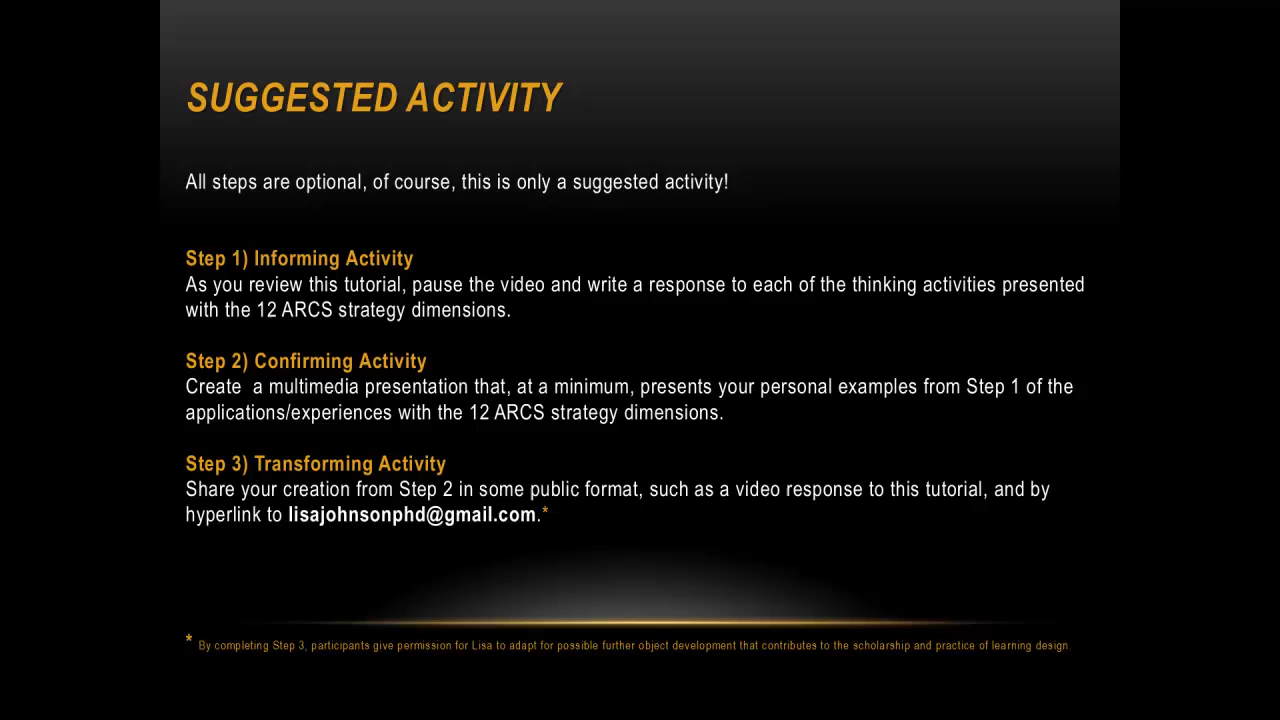 SUGGESTED ACTIVITY
All steps are optional, of course, this is only a suggested activity!
Step 1) Informing Activity
As you review this tutorial, pause the video and write a response to each of the thinking activities presented
with the 12 ARCS strategy dimensions.
Step 2) Confirming Activity
Create  a multimedia presentation that, at a minimum, presents your personal examples from Step 1 of the
applications/experiences with the 12 ARCS strategy dimensions.
Step 3) Transforming Activity
Share your creation from Step 2 in some public format, such as a video response to this tutorial, and by
hyperlink to lisajohnsonphd@gmail.com.*
* By completing Step 3, participants give permission for Lisa to adapt for possible further object development that contributes to the scholarship and practice of learning design.